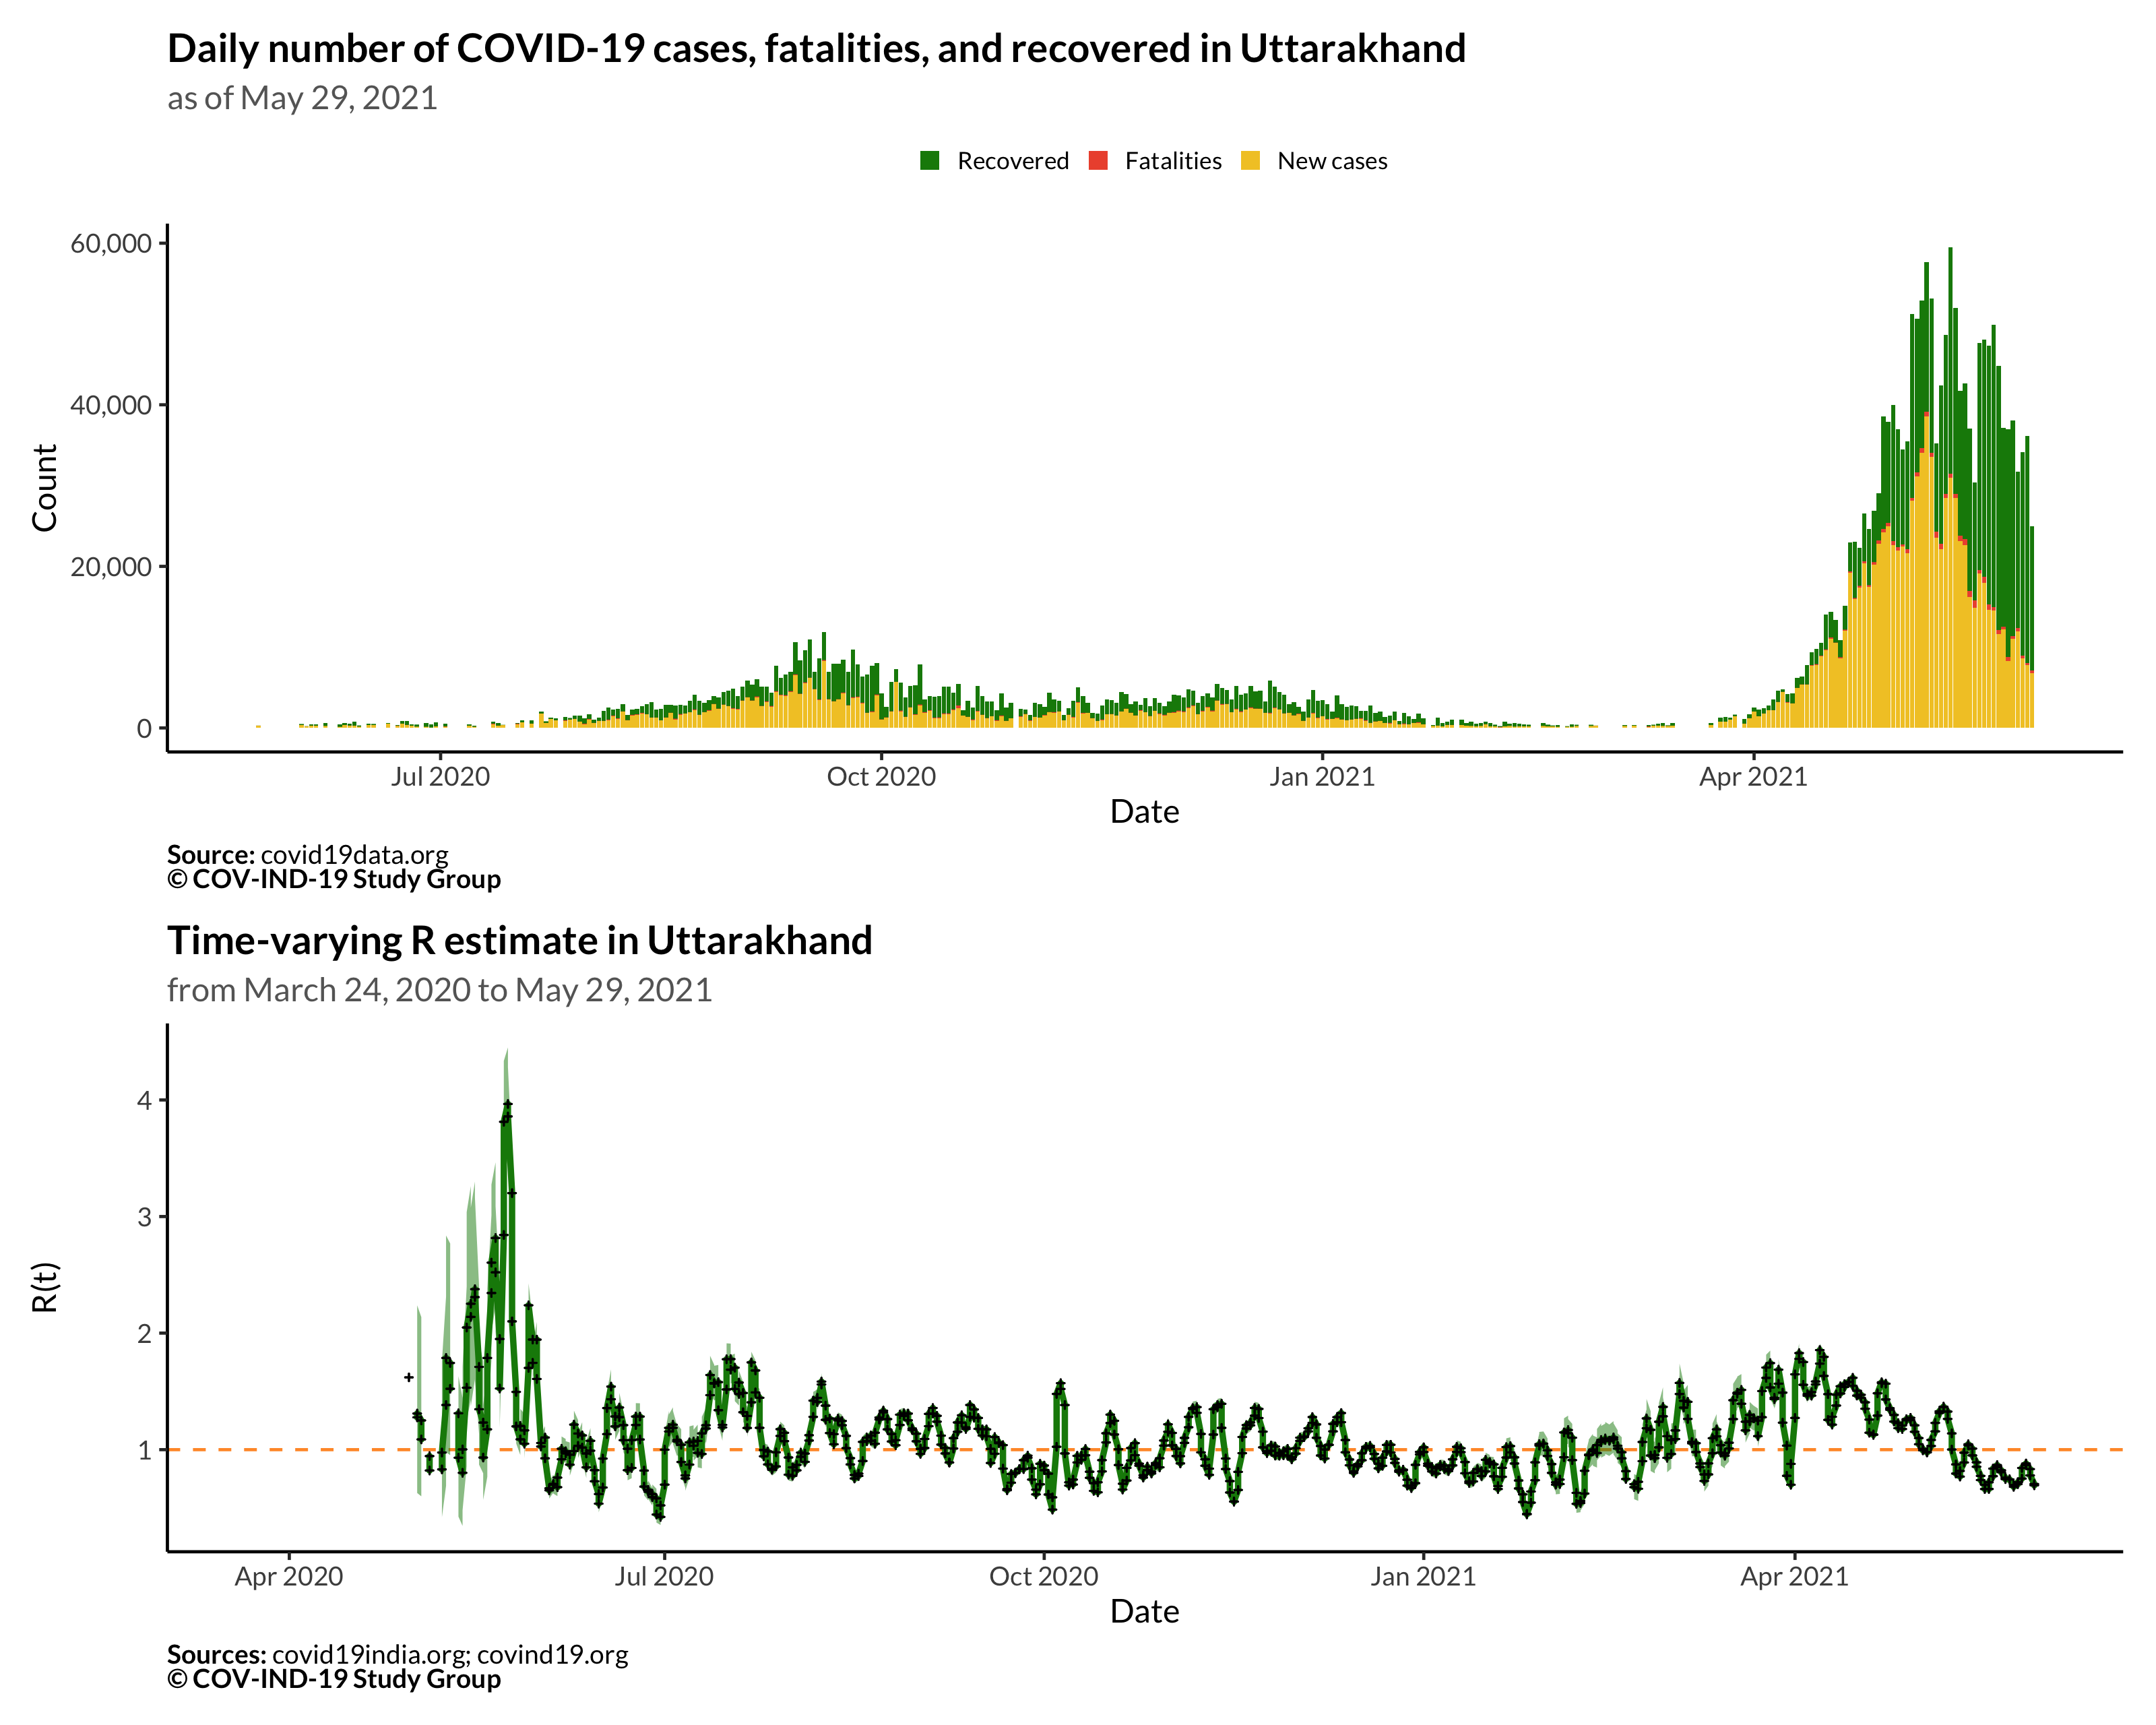 Daily number of COVID-19 cases, fatalities, and recovered in Uttarakhand
as of May 29, 2021
Recovered Fatalities New cases
60,000
40,000
20,000
0
Count
Jul 2020 Oct 2020 Jan 2021 Apr 2021
Date
Source: covid19data.org
© COV-IND-19 Study Group
Time-varying R estimate in Uttarakhand
from March 24, 2020 to May 29, 2021
4
3
2
1
R(t)
Apr 2020 Jul 2020 Oct 2020 Jan 2021 Apr 2021
Date
Sources: covid19india.org; covind19.org
© COV-IND-19 Study Group